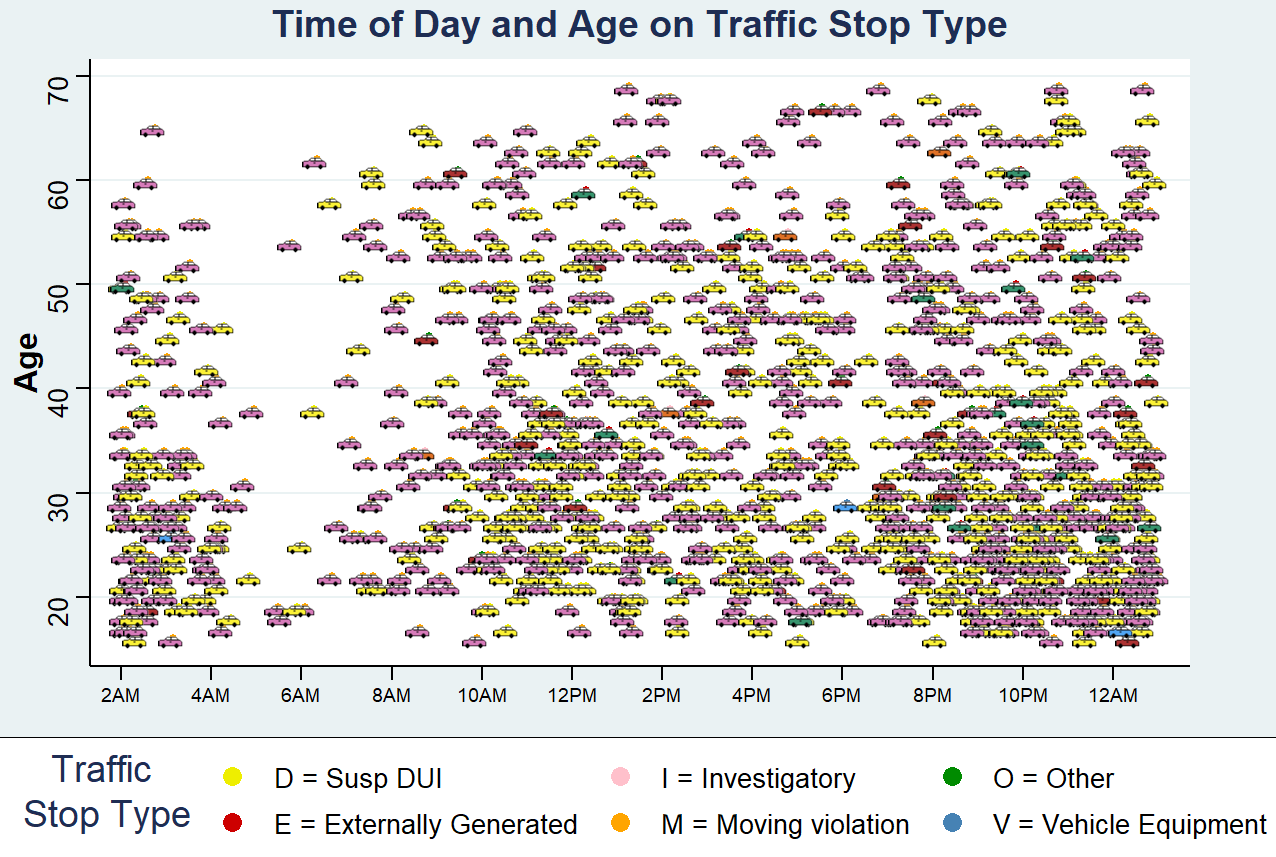 Time of Day and Age on Traffic Stop Type
70
60
50
40
30
20
Age
2AM 4AM 6AM 8AM 10AM 12PM 2PM 4PM 6PM 8PM 10PM 12AM
Traffic
Stop Type
D = Susp DUI
I = Investigatory
O = Other
E = Externally Generated
M = Moving violation
V = Vehicle Equipment